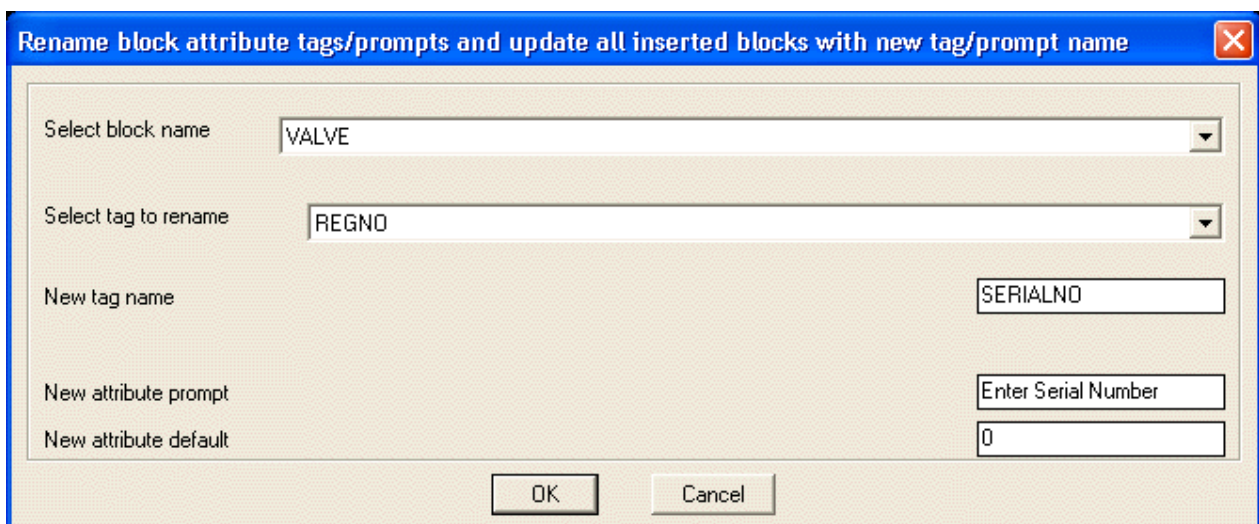 Rename block attribute tags/prompts and update all inserted blocks with new tag/prompt name
Select block name VALVE
Select tag to rename REGNO
New tag name SERIALNO
New attribute prompt Enter Serial Number
New attribute default 0
OK Cancel